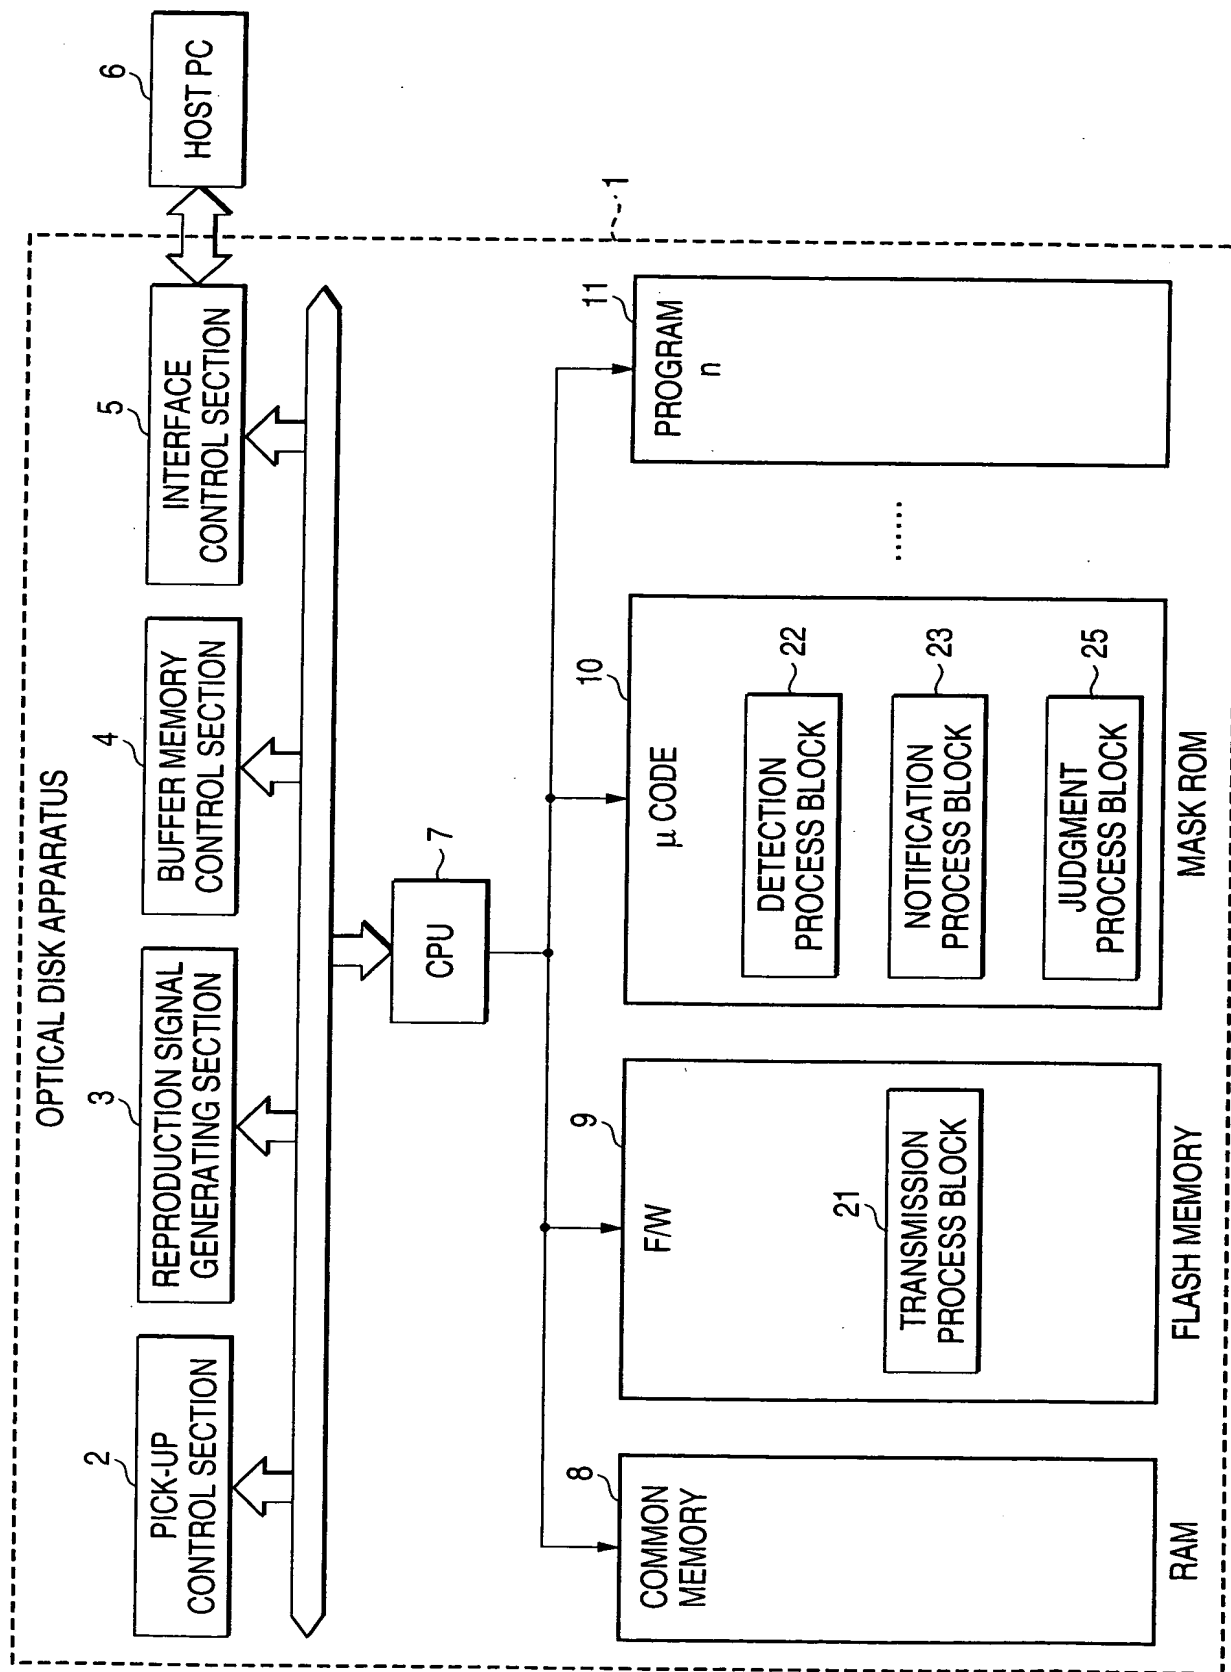 OPTICAL DISK APPARATUS
2
PICK-UP
CONTROL SECTION
3
REPRODUCTION SIGNAL
GENERATING SECTION
4
BUFFER MEMORY
CONTROL SECTION
5
INTERFACE
CONTROL SECTION
6
HOST PC
7
CPU
1
8
COMMON
MEMORY
RAM
9
F/W
21
TRANSMISSION
PROCESS BLOCK
FLASH MEMORY
10
μ CODE
22
DETECTION
PROCESS BLOCK
23
NOTIFICATION
PROCESS BLOCK
25
JUDGMENT
PROCESS BLOCK
MASK ROM
......
11
PROGRAM
n